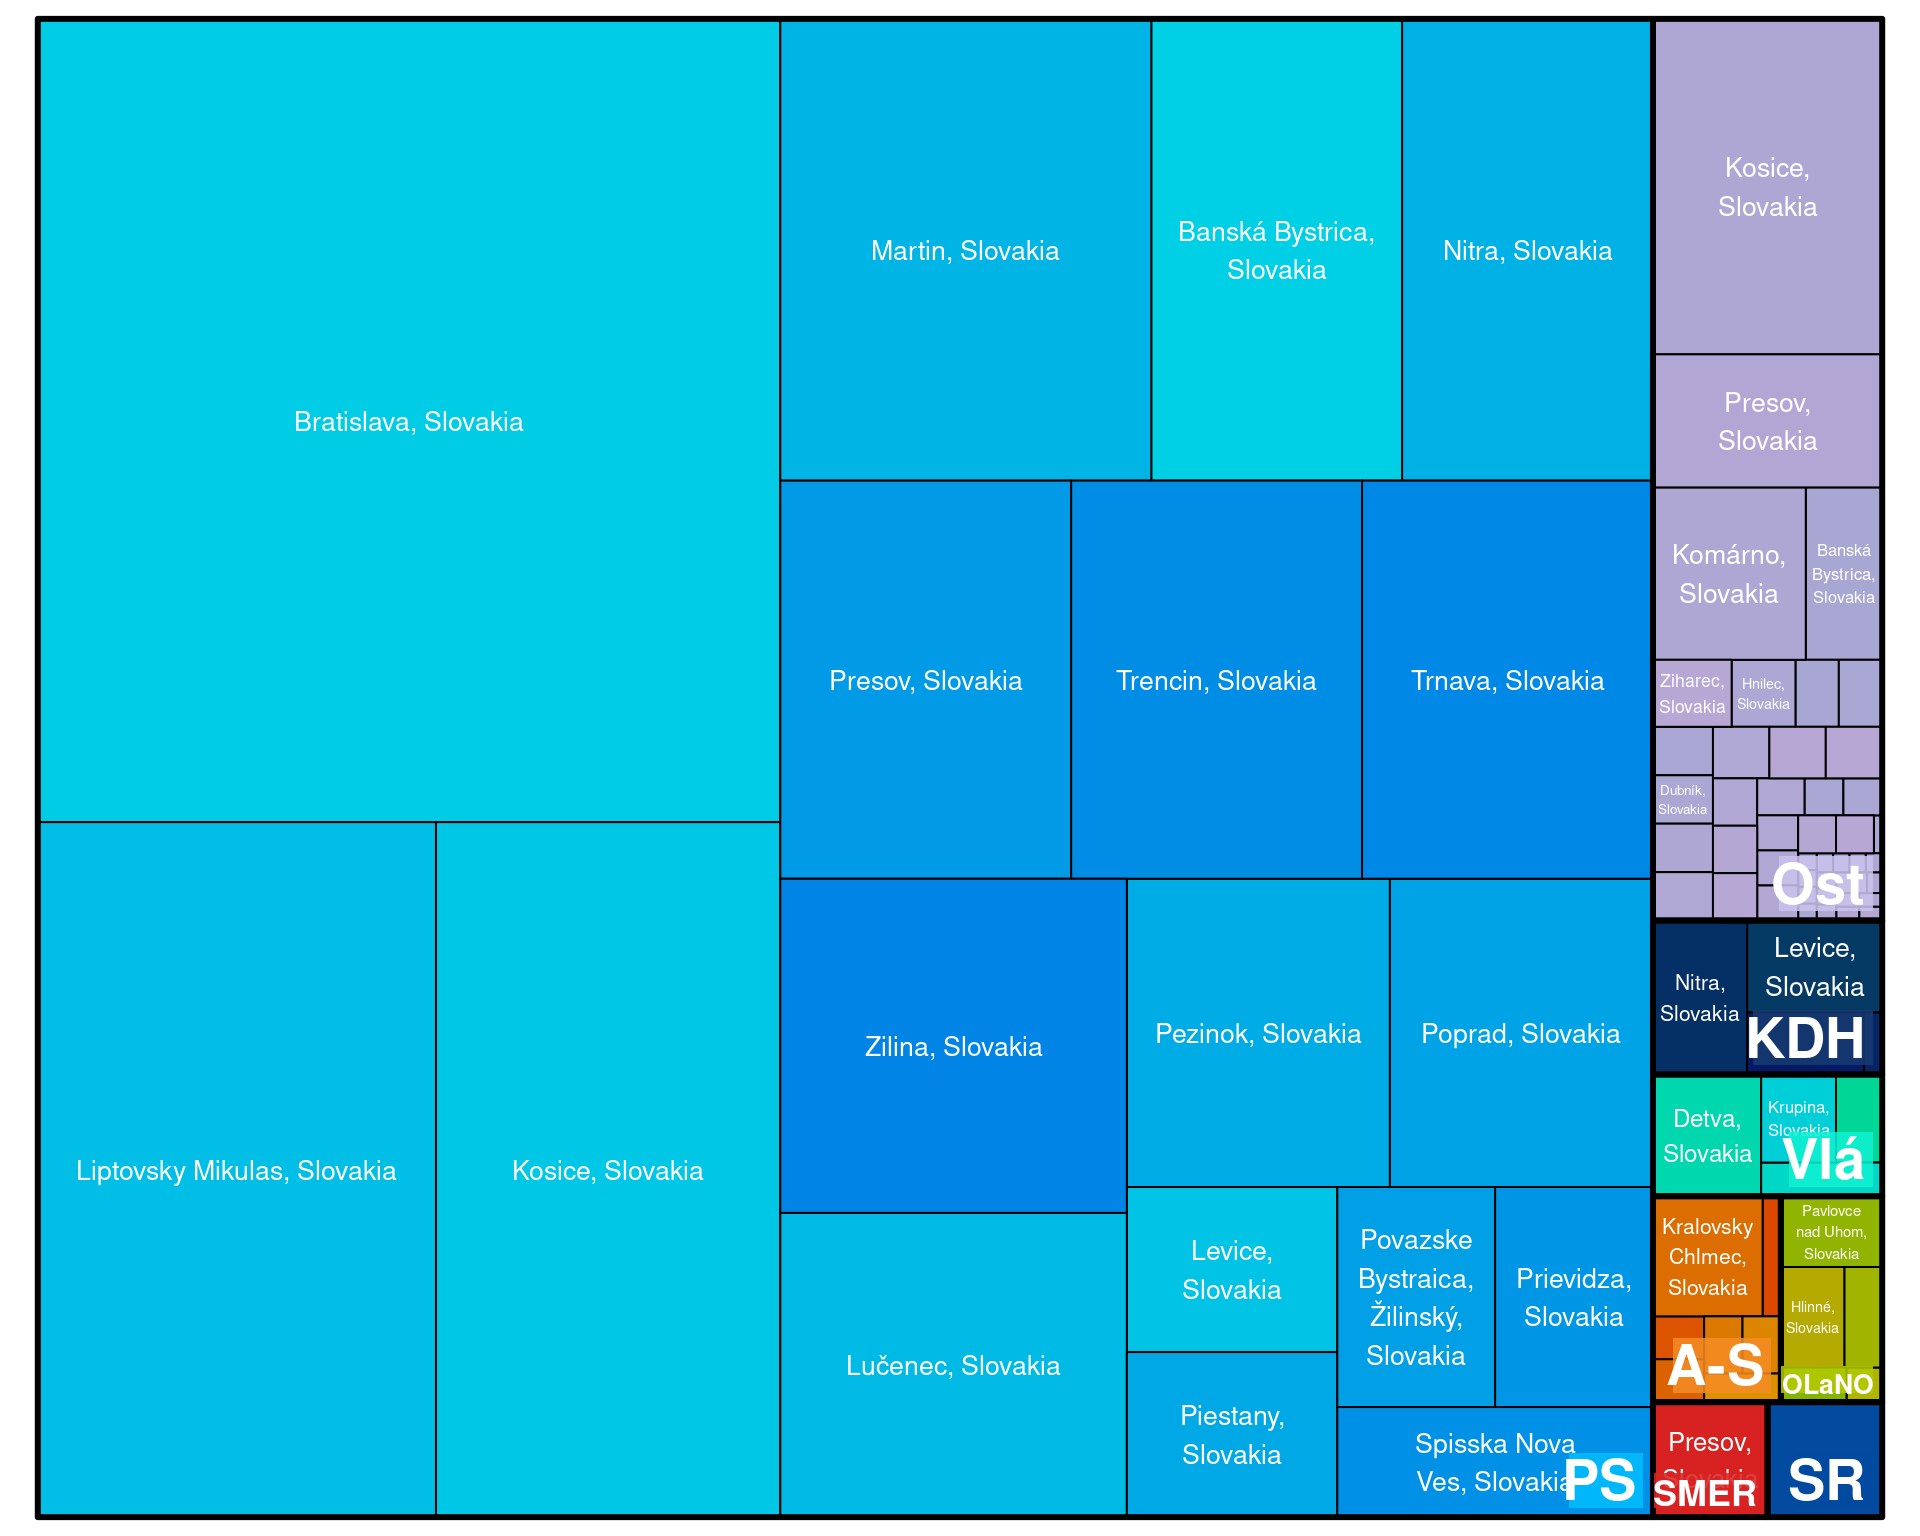 Bratislava, Slovakia
Liptovsky Mikulas, Slovakia
Kosice, Slovakia
Martin, Slovakia
Banská Bystrica,
Slovakia
Nitra, Slovakia
Presov, Slovakia
Trencin, Slovakia
Trnava, Slovakia
Zilina, Slovakia
Lučenec, Slovakia
Pezinok, Slovakia
Poprad, Slovakia
Levice,
Slovakia
Piestany,
Slovakia
Povazske
Bystraica,
Žilinský,
Slovakia
Prievidza,
Slovakia
Spisska Nova
Ves, Slovakia
PS
Kosice,
Slovakia
Presov,
Slovakia
Komárno,
Slovakia
Banská
Bystrica,
Slovakia
Ziharec,
Slovakia
Hnilec,
Slovakia
Dubník,
Slovakia
Ost
Nitra,
Slovakia
Levice,
Slovakia
KDH
Detva,
Slovakia
Krupina,
Slovakia
Vlá
Kralovsky
Chlmec,
Slovakia
A-S
Pavlovce
nad Uhom,
Slovakia
Hlinné,
Slovakia
OLaNO
Presov,
Slovakia
SMER
SR